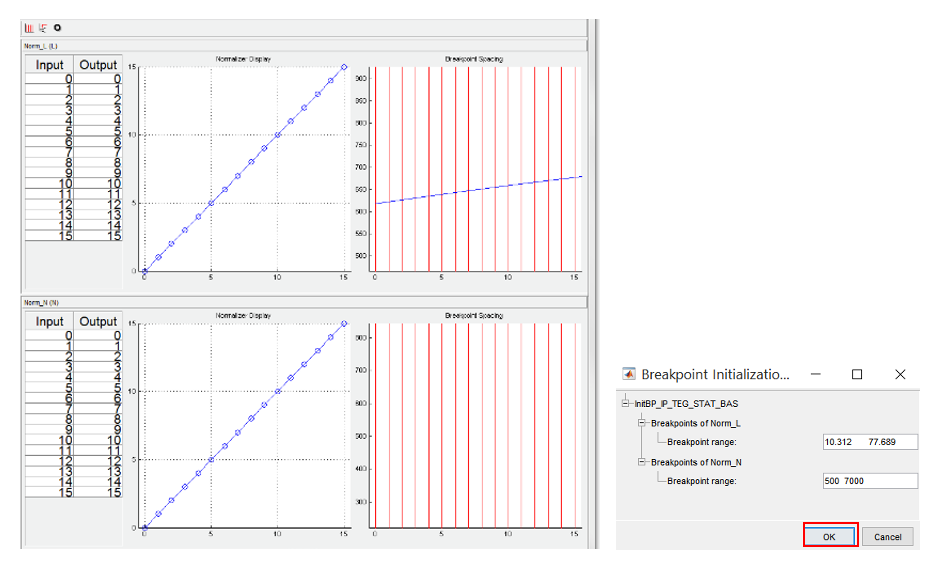 Norm_L (L)
Input Output
0 0
1 1
2 2
3 3
4 4
5 5
6 6
7 7
8 8
9 9
10 10
11 11
12 12
13 13
14 14
15 15
Normalizer Display
15
10
5
0
0 5 10 15
Breakpoint Spacing
900
850
800
750
700
650
600
550
500
0 5 10 15
Norm_N (N)
Input Output
0 0
1 1
2 2
3 3
4 4
5 5
6 6
7 7
8 8
9 9
10 10
11 11
12 12
13 13
14 14
15 15
Normalizer Display
15
10
5
0
0 5 10 15
Breakpoint Spacing
700
600
500
400
300
0 5 10 15
Breakpoint Initializatio...
InitBP_IP_TEG_STAT_BAS
Breakpoints of Norm_L
Breakpoint range: 10.312 77.689
Breakpoints of Norm_N
Breakpoint range: 500 7000
OK Cancel